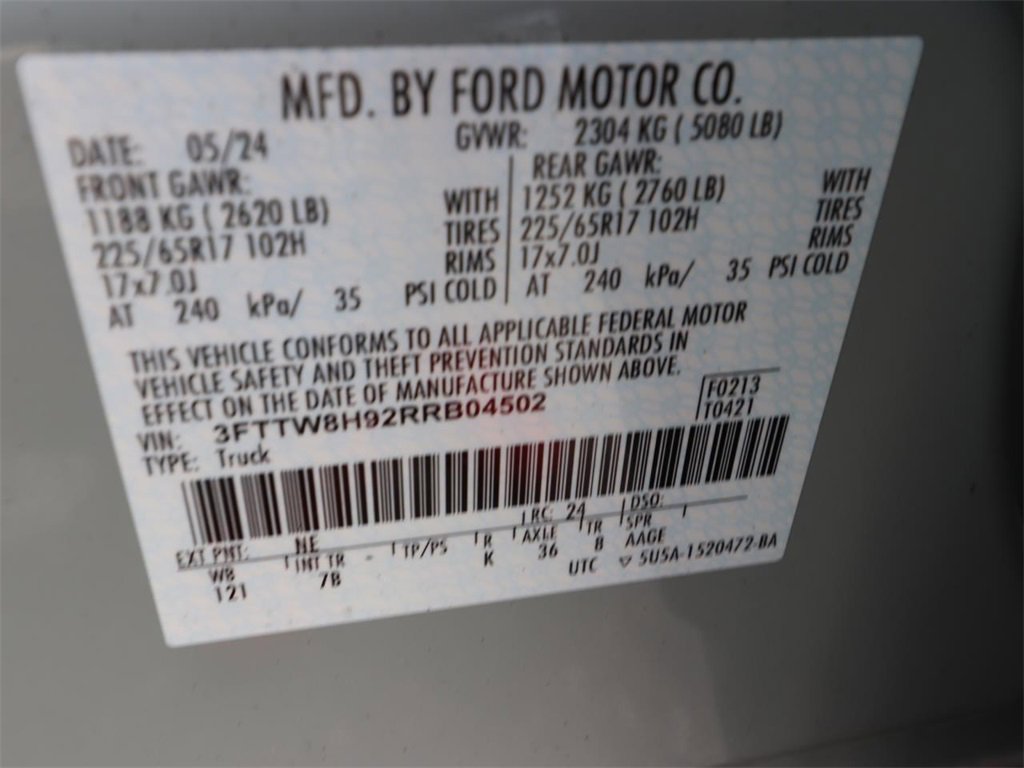 MFD. BY FORD MOTOR CO.
DATE: 05/24 GVWR: 2304 KG ( 5080 LB)
FRONT GAWR: REAR GAWR:
1188 KG ( 2620 LB) WITH 1252 KG ( 2760 LB) WITH
225/65R17 102H TIRES 225/65R17 102H TIRES
17x7.0J RIMS 17x7.0J RIMS
AT 240 kPa/ 35 PSI COLD AT 240 kPa/ 35 PSI COLD
THIS VEHICLE CONFORMS TO ALL APPLICABLE FEDERAL MOTOR
VEHICLE SAFETY AND THEFT PREVENTION STANDARDS IN
EFFECT ON THE DATE OF MANUFACTURE SHOWN ABOVE.
VIN: 3FTTW8H92RRB04502 F0213
TYPE: Truck T0421
EXT PNT: NE RC: 24 DSO:
WB INT TR - TP/PS R AXLE TR SPR
121 7B K 36 8 AAGE
UTC ▽ 5U5A-1520472-BA